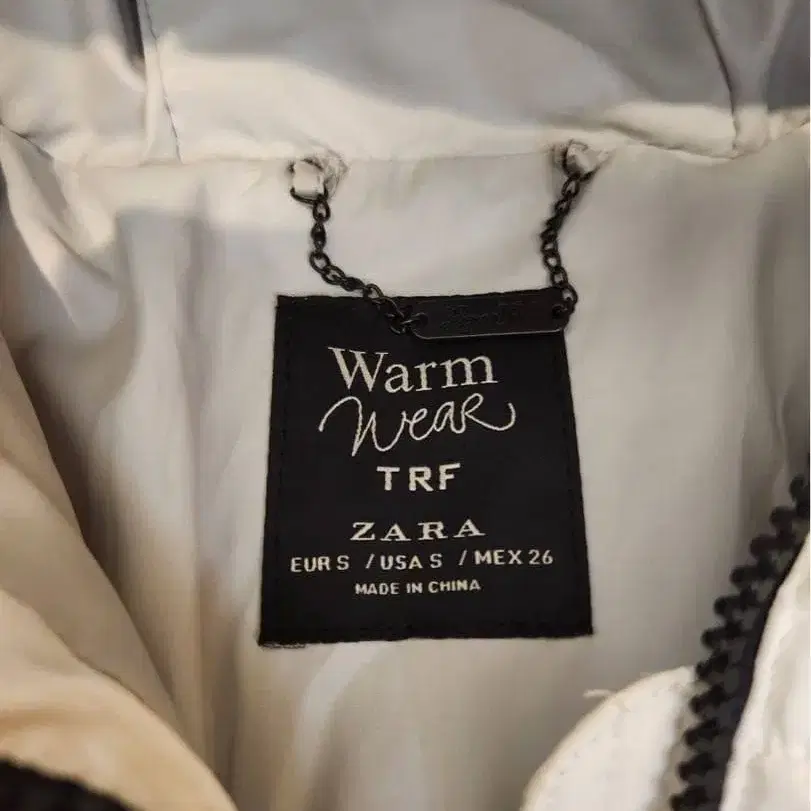 Warm
Wear
TRF
ZARA
EUR S / USA S / MEX 26
MADE IN CHINA